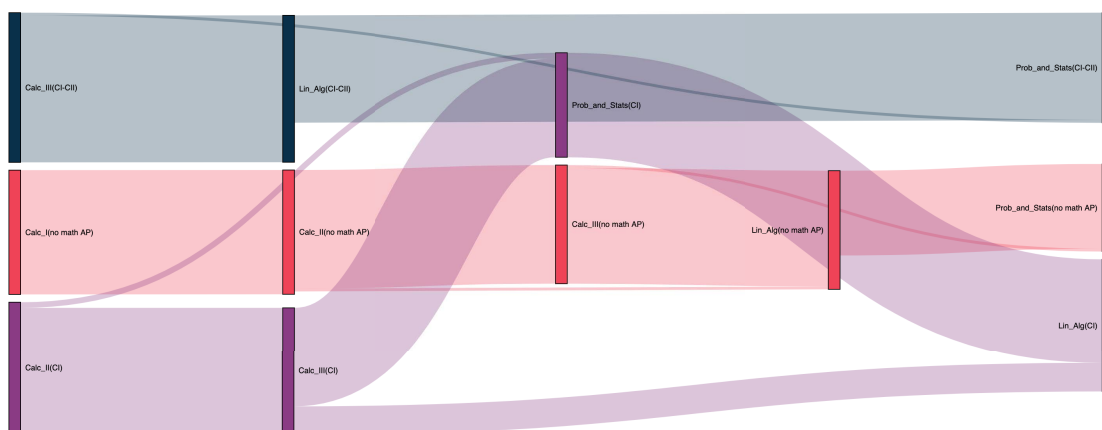 Calc_III(CI-CII)
Lin_Alg(CI-CII)
Prob_and_Stats(CI)
Prob_and_Stats(CI-CII)
Calc_I(no math AP)
Calc_II(no math AP)
Calc_III(no math AP)
Lin_Alg(no math AP)
Prob_and_Stats(no math AP)
Calc_II(CI)
Calc_III(CI)
Lin_Alg(CI)